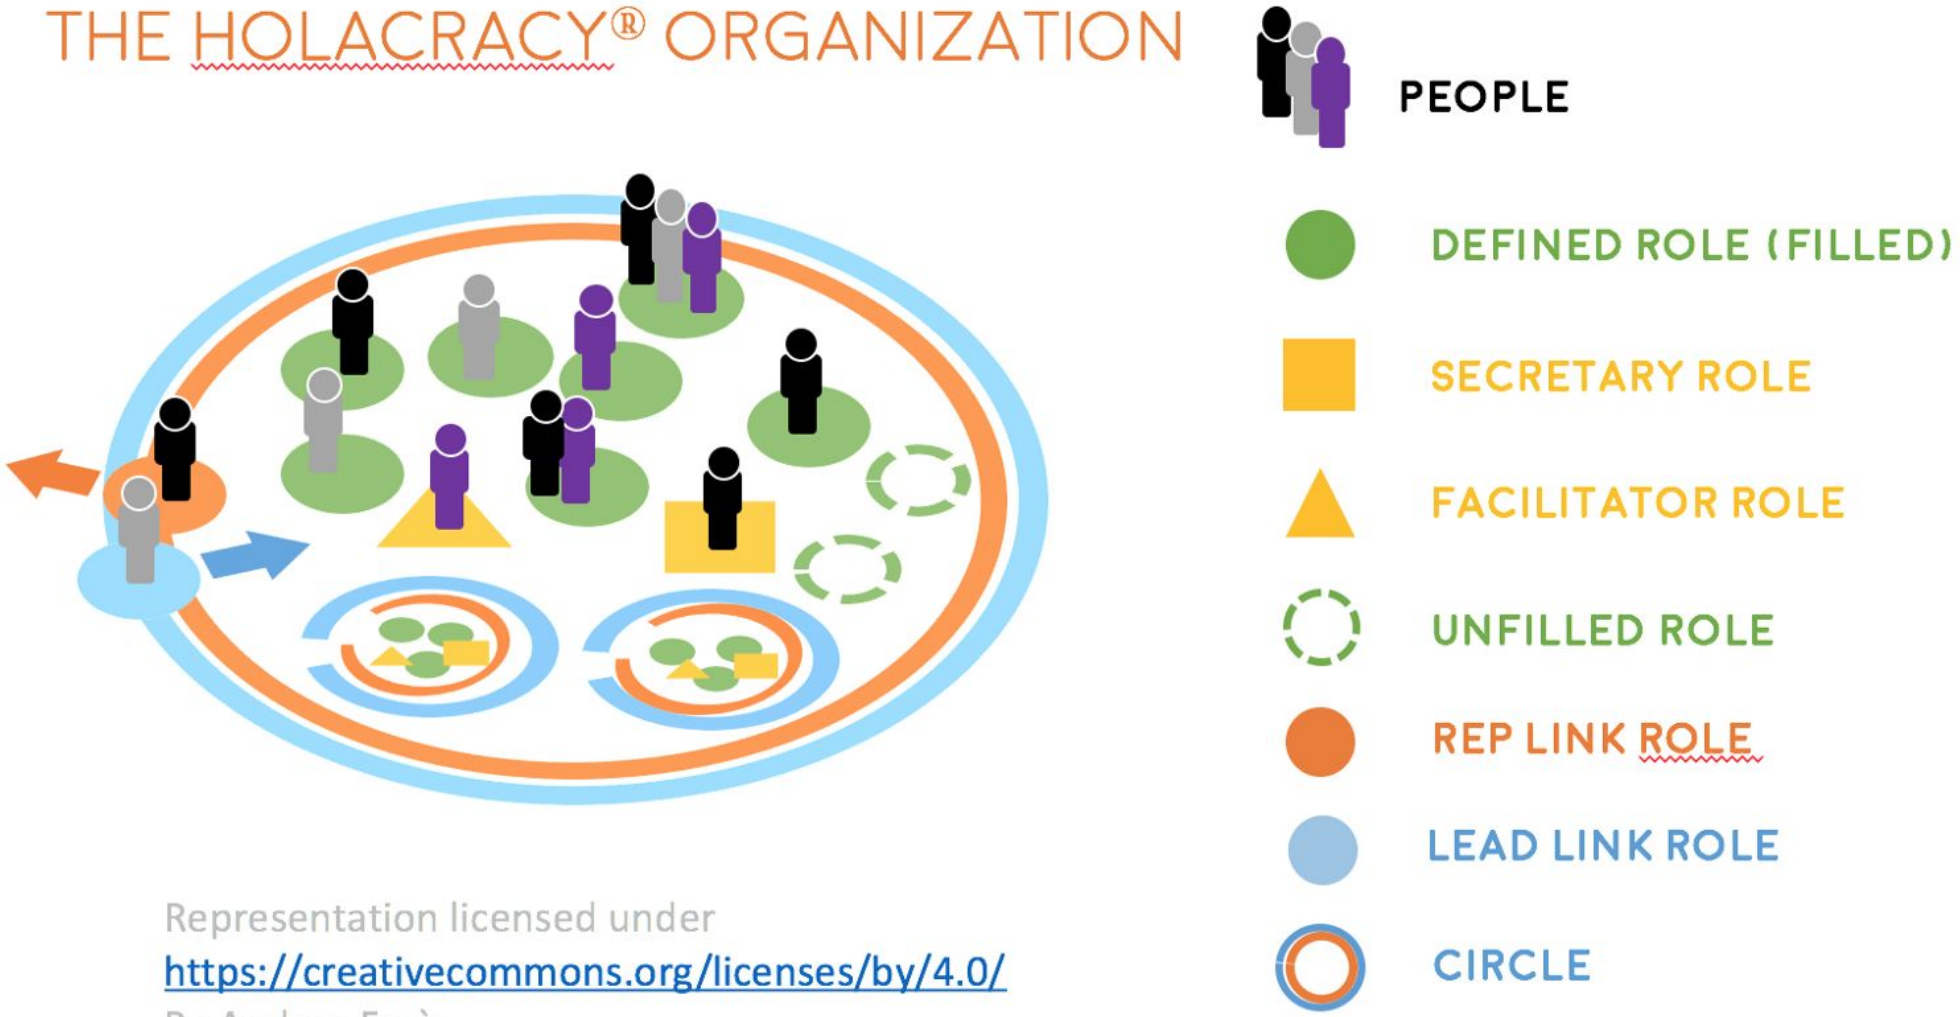 THE HOLACRACY® ORGANIZATION
PEOPLE
DEFINED ROLE (FILLED)
SECRETARY ROLE
FACILITATOR ROLE
UNFILLED ROLE
REP LINK ROLE
LEAD LINK ROLE
CIRCLE
Representation licensed under
https://creativecommons.org/licenses/by/4.0/